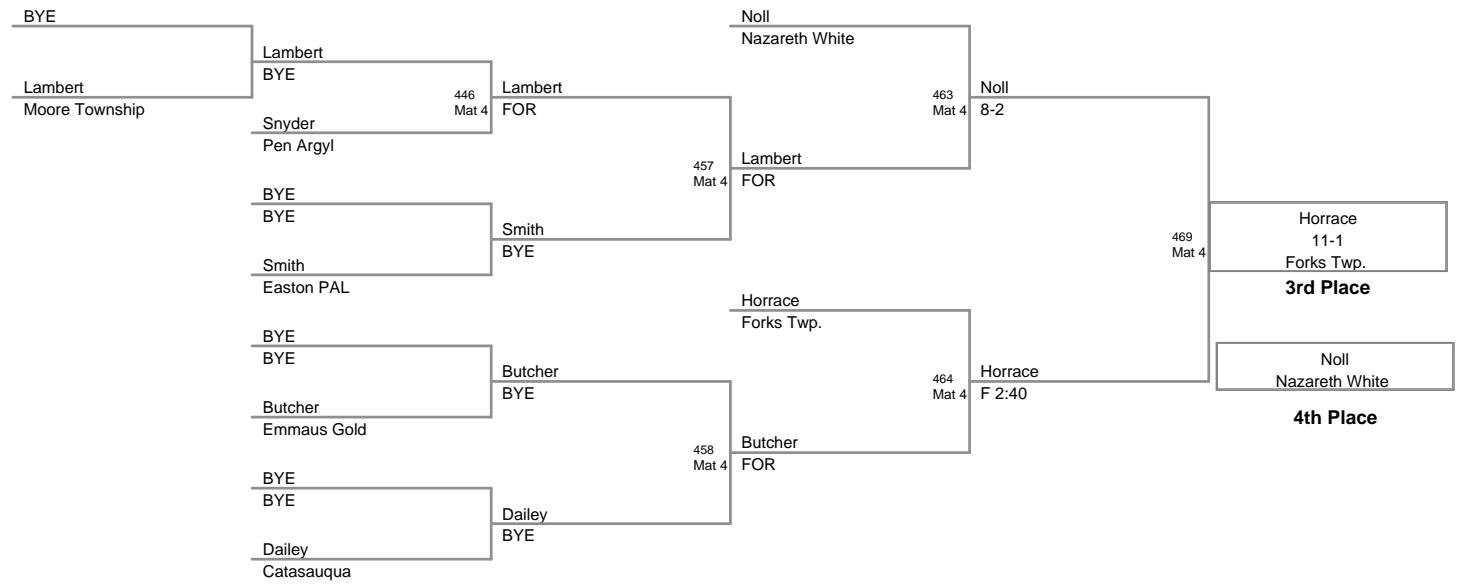 BYE
Lambert
Moore Township
Lambert
BYE
Snyder
Pen Argyl
BYE
BYE
Smith
Easton PAL
BYE
BYE
Butcher
Emmaus Gold
BYE
BYE
Dailey
Catasauqua
446
Mat 4
Lambert
FOR
Smith
BYE
Butcher
BYE
Dailey
BYE
457
Mat 4
458
Mat 4
Noll
Nazareth White
Lambert
FOR
Horrace
Forks Twp.
Butcher
FOR
463
Mat 4
464
Mat 4
Noll
8-2
Horrace
F 2:40
469
Mat 4
Horrace
11-1
Forks Twp.
3rd Place
Noll
Nazareth White
4th Place